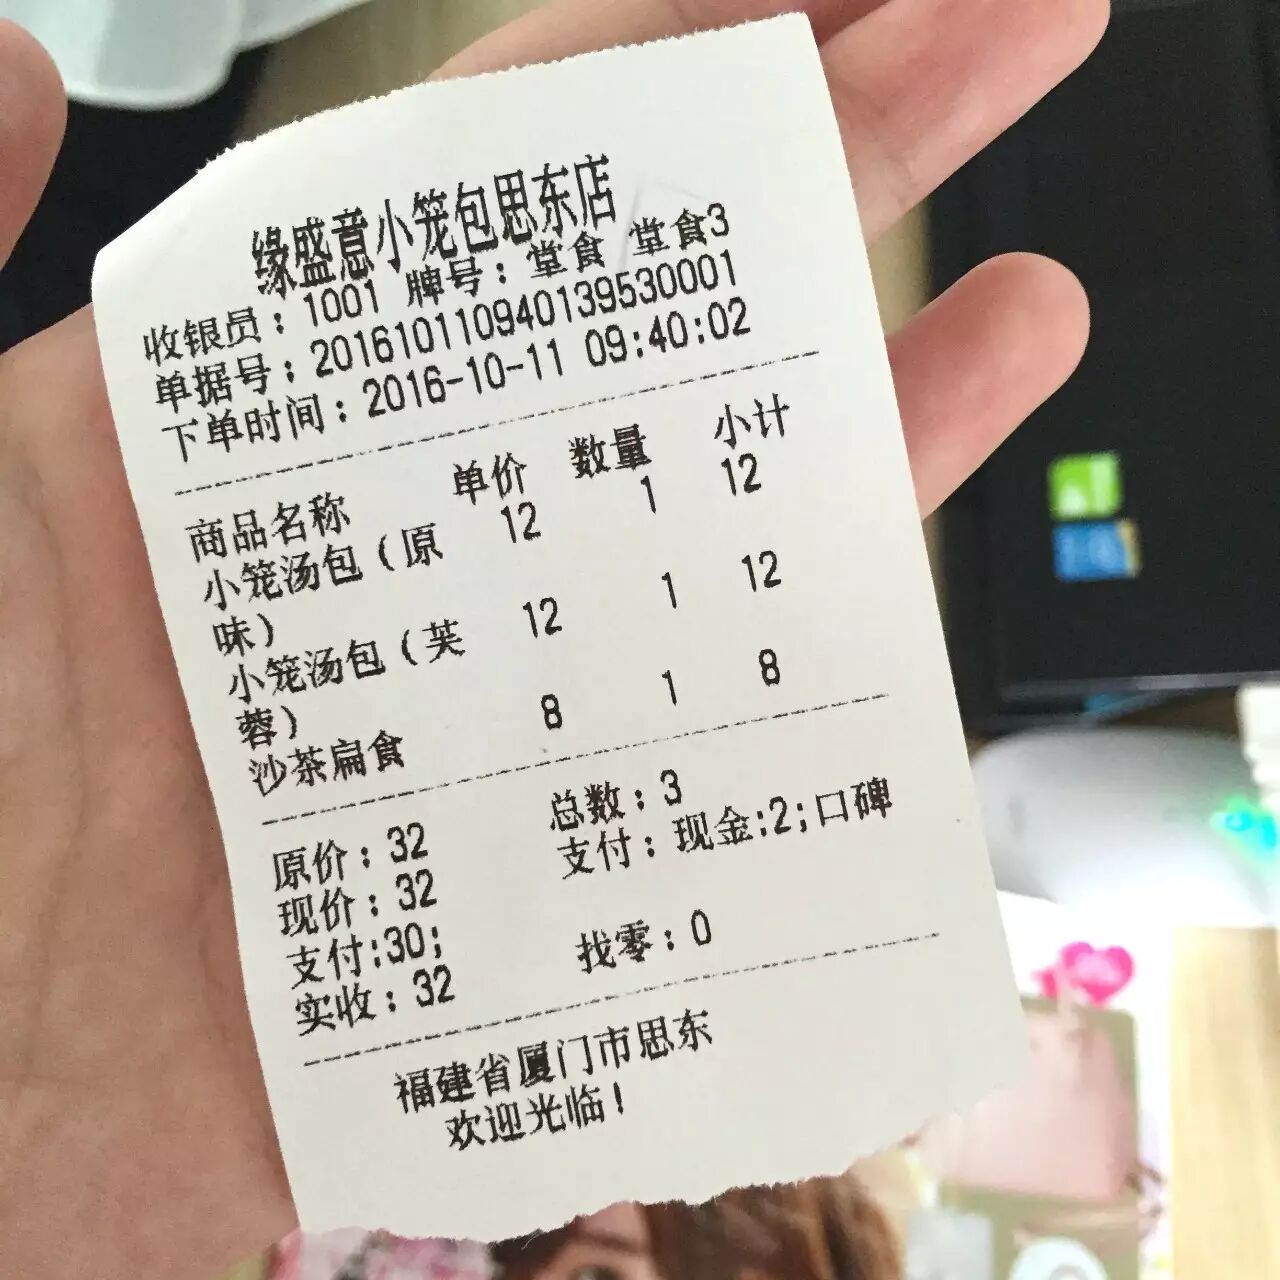 缘盛意小笼包思东店
收银员：1001 牌号：堂食 堂食3
单据号：201610110940139530001
下单时间：2016-10-11 09:40:02
商品名称 单价 数量 小计
小笼汤包（原 12 1 12
味）
小笼汤包（芙 12 1 12
蓉）
沙茶扁食 8 1 8
原价：32 总数：3
现价：32 支付：现金:2;口碑
支付:30;
实收：32 找零：0
福建省厦门市思东
欢迎光临！